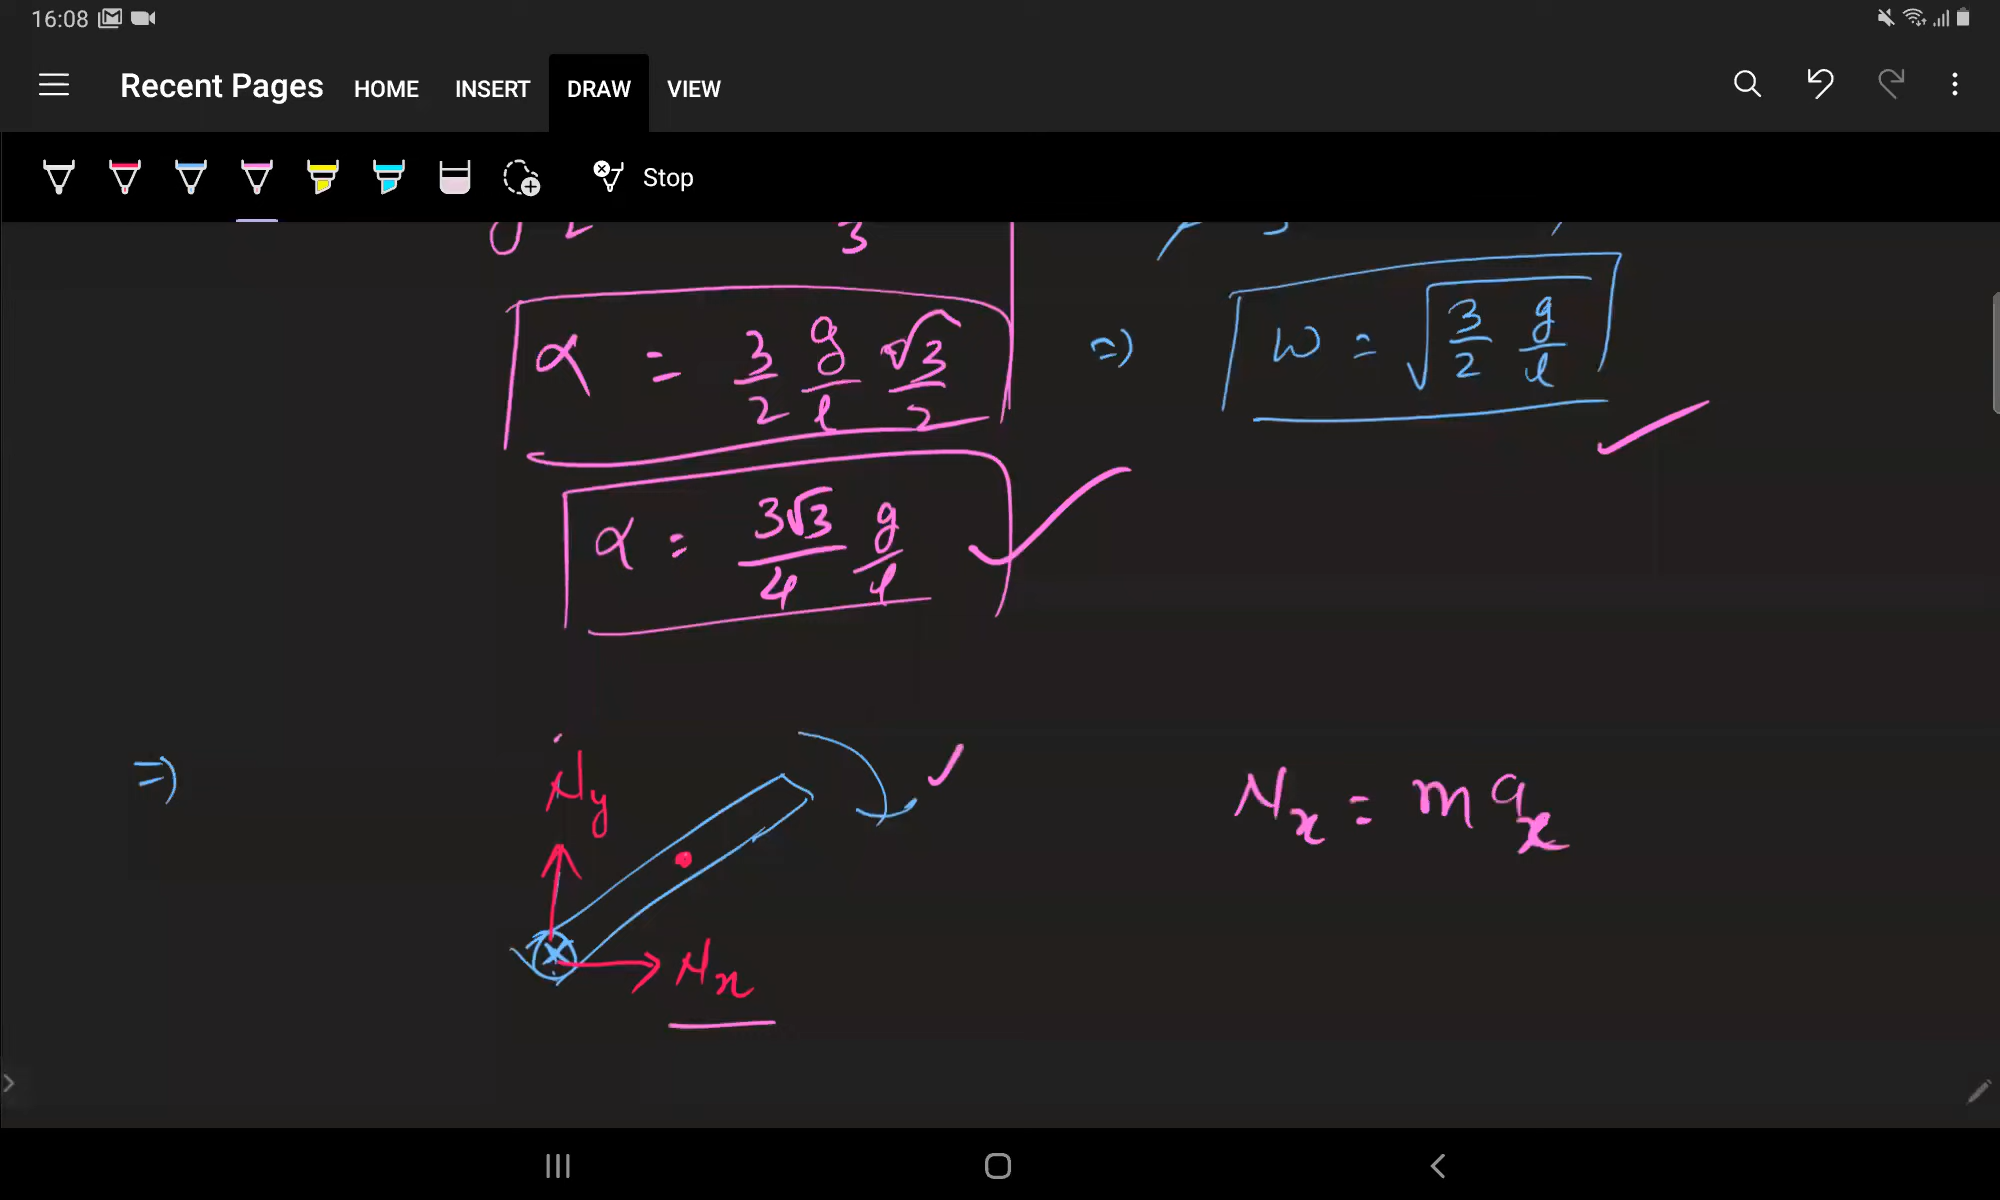 16:08
Recent Pages HOME INSERT DRAW VIEW
Stop
3
α = 3/2 g/l √3/2
=) ω = √(3/2 g/l)
α = 3√3/4 g/l
=)
Ny
Nx = m ax
Nx